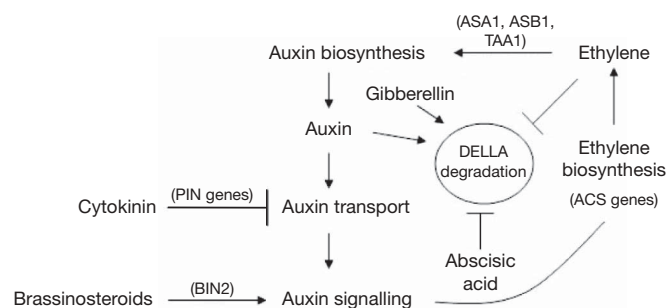 (ASA1, ASB1,
TAA1)
Auxin biosynthesis
Ethylene
Gibberellin
Auxin
DELLA
degradation
Ethylene
biosynthesis
(ACS genes)
Cytokinin
(PIN genes)
Auxin transport
Abscisic
acid
Brassinosteroids
(BIN2)
Auxin signalling